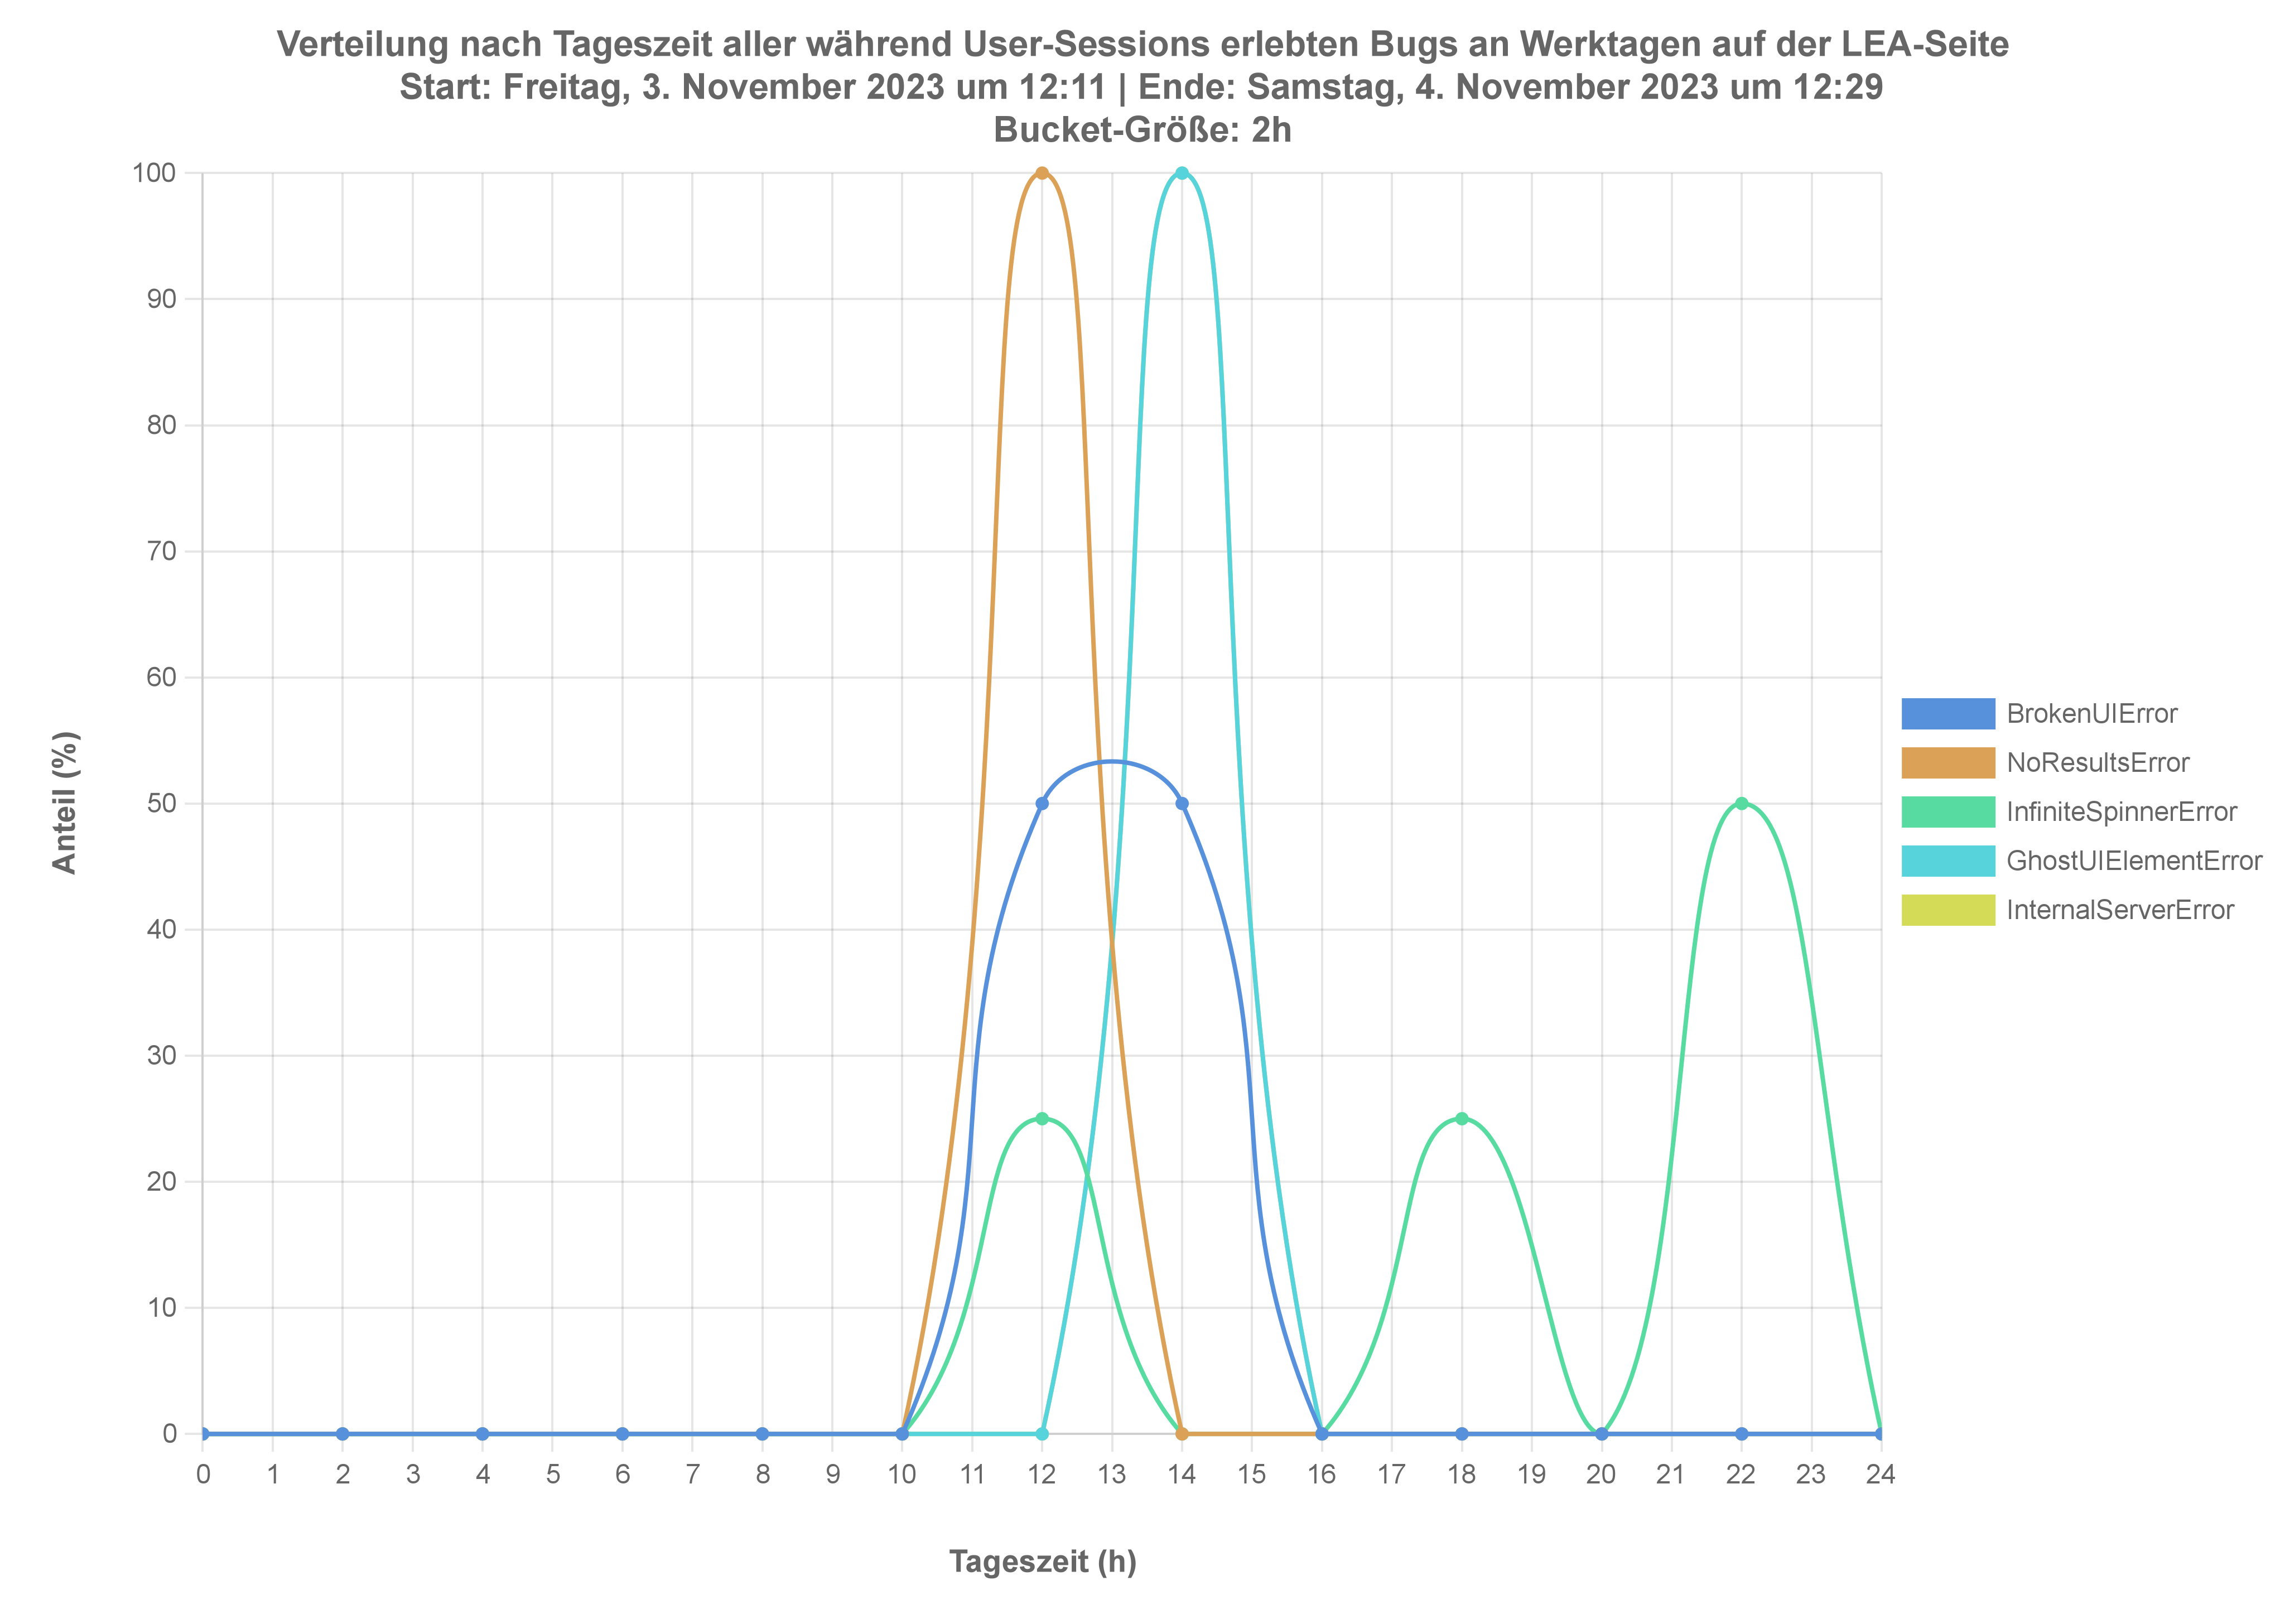 Verteilung nach Tageszeit aller während User-Sessions erlebten Bugs an Werktagen auf der LEA-Seite
Start: Freitag, 3. November 2023 um 12:11 | Ende: Samstag, 4. November 2023 um 12:29
Bucket-Größe: 2h
100
90
80
70
60
50
40
30
20
10
0
Anteil (%)
0 1 2 3 4 5 6 7 8 9 10 11 12 13 14 15 16 17 18 19 20 21 22 23 24
Tageszeit (h)
BrokenUIError
NoResultsError
InfiniteSpinnerError
GhostUIElementError
InternalServerError